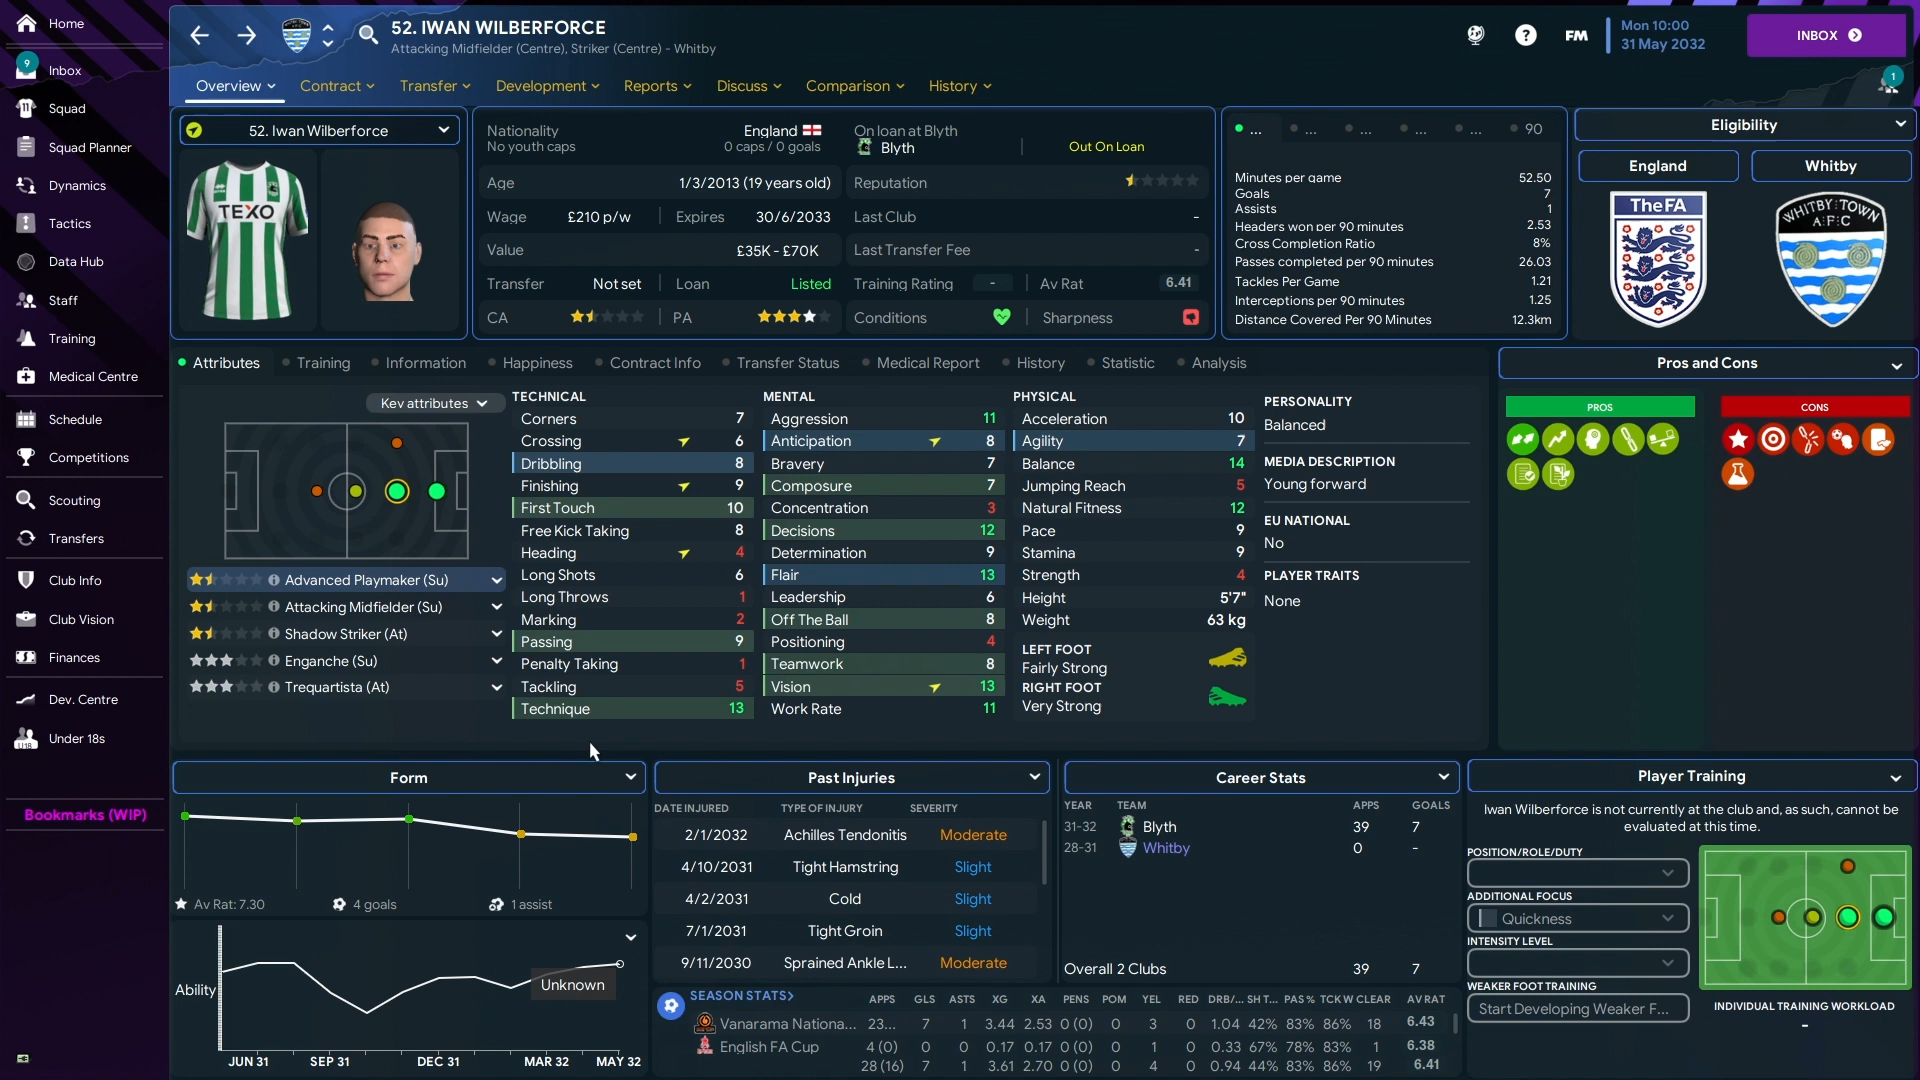 Home
9
Inbox
Squad
Squad Planner
Dynamics
Tactics
Data Hub
Staff
Training
Medical Centre
Schedule
Competitions
Scouting
Transfers
Club Info
Club Vision
Finances
Dev. Centre
Under 18s
Bookmarks (WIP)
52. IWAN WILBERFORCE
Attacking Midfielder (Centre), Striker (Centre) - Whitby
FM
Mon 10:00
31 May 2032
INBOX
1
Overview
Contract
Transfer
Development
Reports
Discuss
Comparison
History
52. Iwan Wilberforce
TEXO
Nationality England
No youth caps 0 caps / 0 goals
Age 1/3/2013 (19 years old)
Wage £210 p/w Expires 30/6/2033
Value £35K - £70K
Transfer Not set Loan Listed
CA PA
On loan at Blyth
Blyth Out On Loan
Reputation
Last Club -
Last Transfer Fee -
Training Rating - Av Rat 6.41
Conditions Sharpness
... ... ... ... ... 90
Minutes per game 52.50
Goals 7
Assists 1
Headers won per 90 minutes 2.53
Cross Completion Ratio 8%
Passes completed per 90 minutes 26.03
Tackles Per Game 1.21
Interceptions per 90 minutes 1.25
Distance Covered Per 90 Minutes 12.3km
Eligibility
England
Whitby
The FA
WHITBY TOWN
A.F.C
Attributes
Training
Information
Happiness
Contract Info
Transfer Status
Medical Report
History
Statistic
Analysis
Key attributes
Advanced Playmaker (Su)
Attacking Midfielder (Su)
Shadow Striker (At)
Enganche (Su)
Trequartista (At)
TECHNICAL
Corners 7
Crossing 6
Dribbling 8
Finishing 9
First Touch 10
Free Kick Taking 8
Heading 4
Long Shots 6
Long Throws 1
Marking 2
Passing 9
Penalty Taking 1
Tackling 5
Technique 13
MENTAL
Aggression 11
Anticipation 8
Bravery 7
Composure 7
Concentration 3
Decisions 12
Determination 9
Flair 13
Leadership 6
Off The Ball 8
Positioning 4
Teamwork 8
Vision 13
Work Rate 11
PHYSICAL
Acceleration 10
Agility 7
Balance 14
Jumping Reach 5
Natural Fitness 12
Pace 9
Stamina 9
Strength 4
Height 5'7"
Weight 63 kg
LEFT FOOT
Fairly Strong
RIGHT FOOT
Very Strong
PERSONALITY
Balanced
MEDIA DESCRIPTION
Young forward
EU NATIONAL
No
PLAYER TRAITS
None
Pros and Cons
PROS
CONS
Form
Av Rat: 7.30
4 goals
1 assist
Ability
Unknown
JUN 31 SEP 31 DEC 31 MAR 32 MAY 32
Past Injuries
DATE INJURED TYPE OF INJURY SEVERITY
2/1/2032 Achilles Tendonitis Moderate
4/10/2031 Tight Hamstring Slight
4/2/2031 Cold Slight
7/1/2031 Tight Groin Slight
9/11/2030 Sprained Ankle L... Moderate
Career Stats
YEAR TEAM APPS GOALS
31-32 Blyth 39 7
28-31 Whitby 0 -
Overall 2 Clubs 39 7
SEASON STATS> APPS GLS ASTS XG XA PENS POM YEL RED DRB/... SH T... PAS % TCK W CLEAR AV RAT
Vanarama Nationa... 23... 7 1 3.44 2.53 0 (0) 0 3 0 1.04 42% 83% 86% 18 6.43
English FA Cup 4 (0) 0 0 0.17 0.17 0 (0) 0 1 0 0.33 67% 78% 83% 1 6.38
28 (16) 7 1 3.61 2.70 0 (0) 0 4 0 0.94 44% 83% 86% 19 6.41
Player Training
Iwan Wilberforce is not currently at the club and, as such, cannot be
evaluated at this time.
POSITION/ROLE/DUTY
ADDITIONAL FOCUS
Quickness
INTENSITY LEVEL
WEAKER FOOT TRAINING
Start Developing Weaker F...
INDIVIDUAL TRAINING WORKLOAD
-